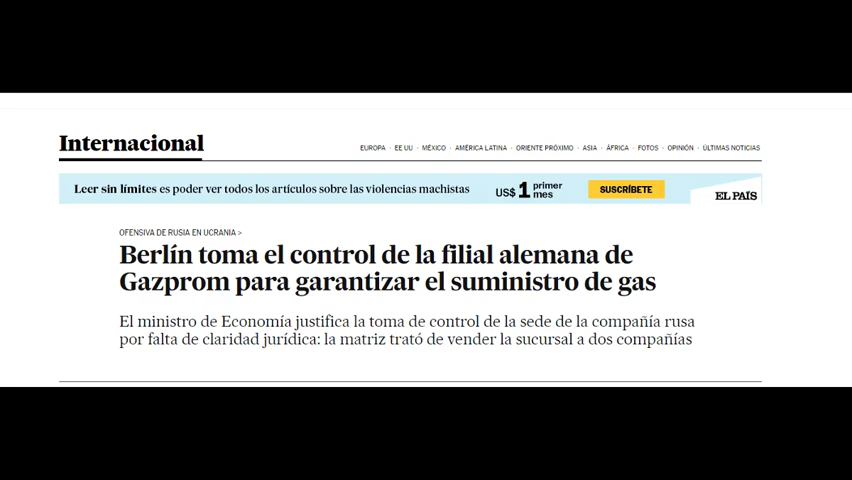 Internacional
EUROPA · EE UU · MÉXICO · AMÉRICA LATINA · ORIENTE PRÓXIMO · ASIA · ÁFRICA · FOTOS · OPINIÓN · ÚLTIMAS NOTICIAS
Leer sin límites es poder ver todos los artículos sobre las violencias machistas
US$ 1 primer
mes
SUSCRÍBETE
EL PAÍS
OFENSIVA DE RUSIA EN UCRANIA >
Berlín toma el control de la filial alemana de
Gazprom para garantizar el suministro de gas
El ministro de Economía justifica la toma de control de la sede de la compañía rusa
por falta de claridad jurídica: la matriz trató de vender la sucursal a dos compañías